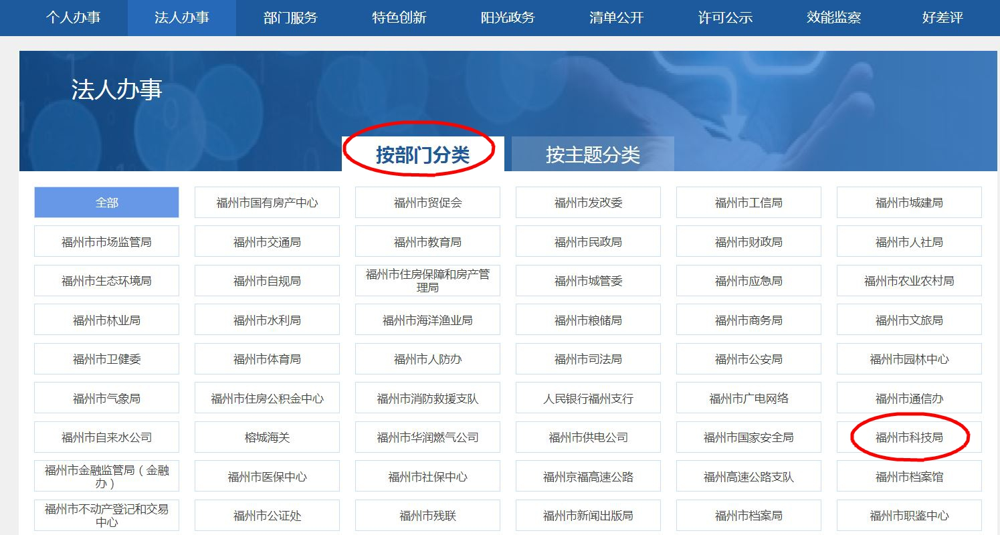 个人办事 法人办事 部门服务 特色创新 阳光政务 清单公开 许可公示 效能监察 好差评
法人办事
按部门分类 按主题分类
全部 福州市国有房产中心 福州市贸促会 福州市发改委 福州市工信局 福州市城建局
福州市市场监管局 福州市交通局 福州市教育局 福州市民政局 福州市财政局 福州市人社局
福州市生态环境局 福州市自规局 福州市住房保障和房产管
理局 福州市城管委 福州市应急局 福州市农业农村局
福州市林业局 福州市水利局 福州市海洋渔业局 福州市粮储局 福州市商务局 福州市文旅局
福州市卫健委 福州市体育局 福州市人防办 福州市司法局 福州市公安局 福州市园林中心
福州市气象局 福州市住房公积金中心 福州市消防救援支队 人民银行福州支行 福州市广电网络 福州市通信办
福州市自来水公司 榕城海关 福州市华润燃气公司 福州市供电公司 福州市国家安全局 福州市科技局
福州市金融监管局（金融
办） 福州市医保中心 福州市社保中心 福州京福高速公路 福州高速公路支队 福州市档案馆
福州市不动产登记和交易
中心 福州市公证处 福州市残联 福州市新闻出版局 福州市档案局 福州市职鉴中心